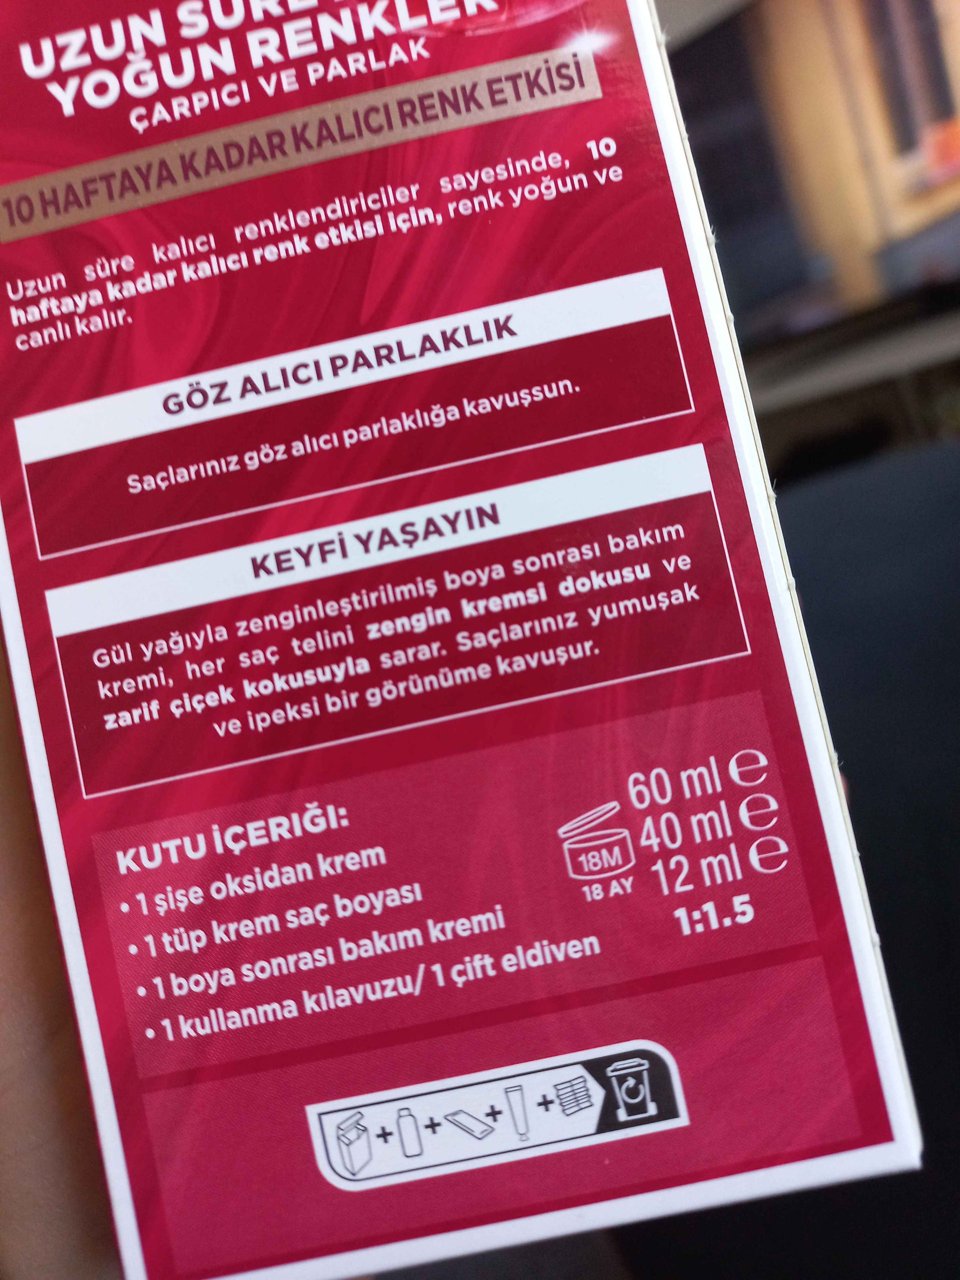 UZUN SÜRE
YOĞUN RENKLER
ÇARPICI VE PARLAK
10 HAFTAYA KADAR KALICI RENK ETKİSİ
Uzun süre kalıcı renklendiriciler sayesinde, 10
haftaya kadar kalıcı renk etkisi için, renk yoğun ve
canlı kalır.
GÖZ ALICI PARLAKLIK
Saçlarınız göz alıcı parlaklığa kavuşsun.
KEYFİ YAŞAYIN
Gül yağıyla zenginleştirilmiş boya sonrası bakım
kremi, her saç telini zengin kremsi dokusu ve
zarif çiçek kokusuyla sarar. Saçlarınız yumuşak
ve ipeksi bir görünüme kavuşur.
KUTU İÇERİĞİ:
• 1 şişe oksidan krem
• 1 tüp krem saç boyası
• 1 boya sonrası bakım kremi
• 1 kullanma kılavuzu/ 1 çift eldiven
18M
18 AY
60 ml ℮
40 ml ℮
12 ml ℮
1:1.5